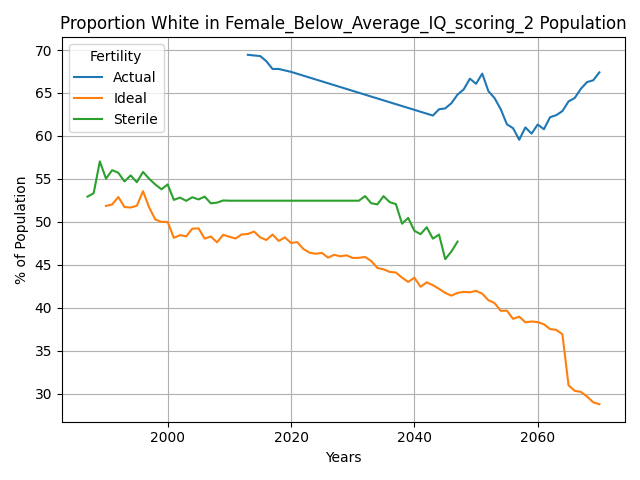 Proportion White in Female_Below_Average_IQ_scoring_2 Population
% of Population
70
65
60
55
50
45
40
35
30
Fertility
Actual
Ideal
Sterile
2000
2020
2040
2060
Years